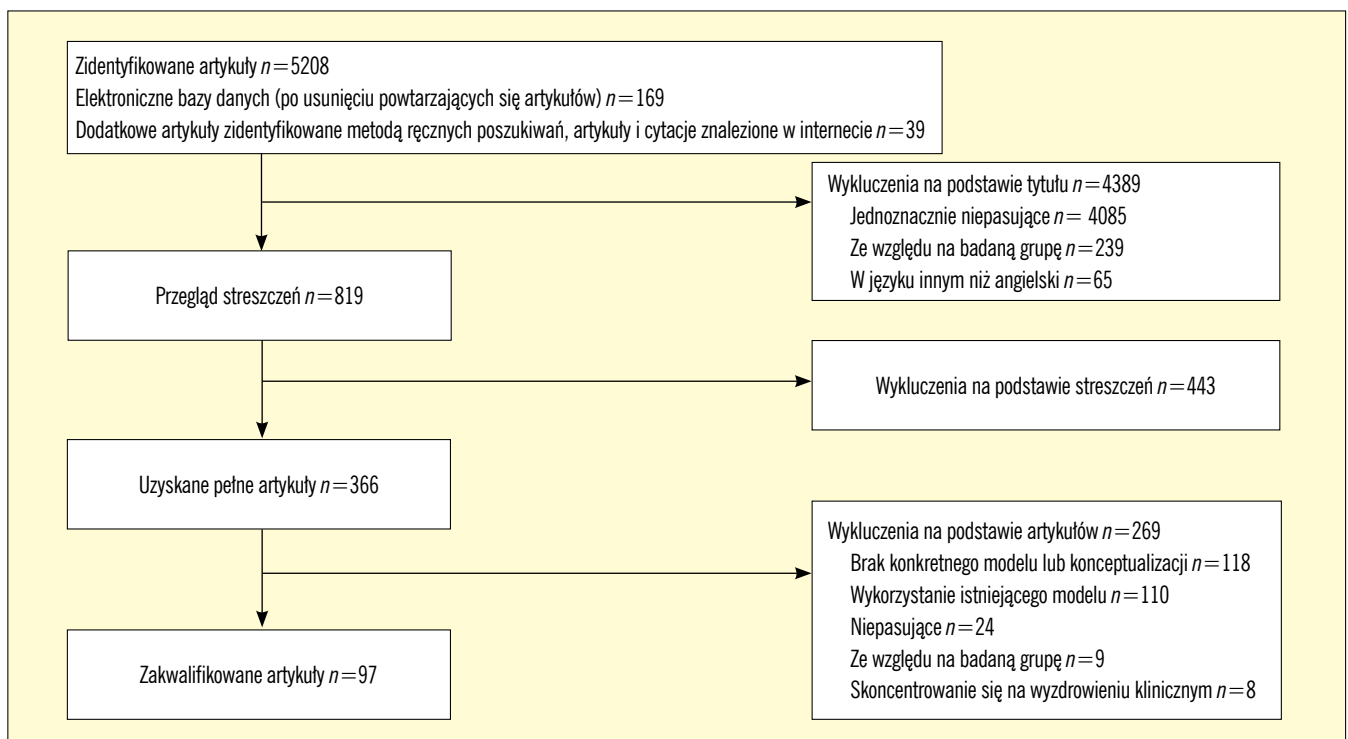 Zidentyfikowane artykuły n=5208
Elektroniczne bazy danych (po usunięciu powtarzających się artykułów) n=169
Dodatkowe artykuły zidentyfikowane metodą ręcznych poszukiwań, artykuły i cytacje znalezione w internecie n=39
Wykluczenia na podstawie tytułu n=4389
Jednoznacznie niepasujące n= 4085
Ze względu na badaną grupę n=239
W języku innym niż angielski n=65
Przegląd streszczeń n=819
Wykluczenia na podstawie streszczeń n=443
Uzyskane pełne artykuły n=366
Wykluczenia na podstawie artykułów n=269
Brak konkretnego modelu lub konceptualizacji n=118
Wykorzystanie istniejącego modelu n=110
Niepasujące n=24
Ze względu na badaną grupę n=9
Skoncentrowanie się na wyzdrowieniu klinicznym n=8
Zakwalifikowane artykuły n=97